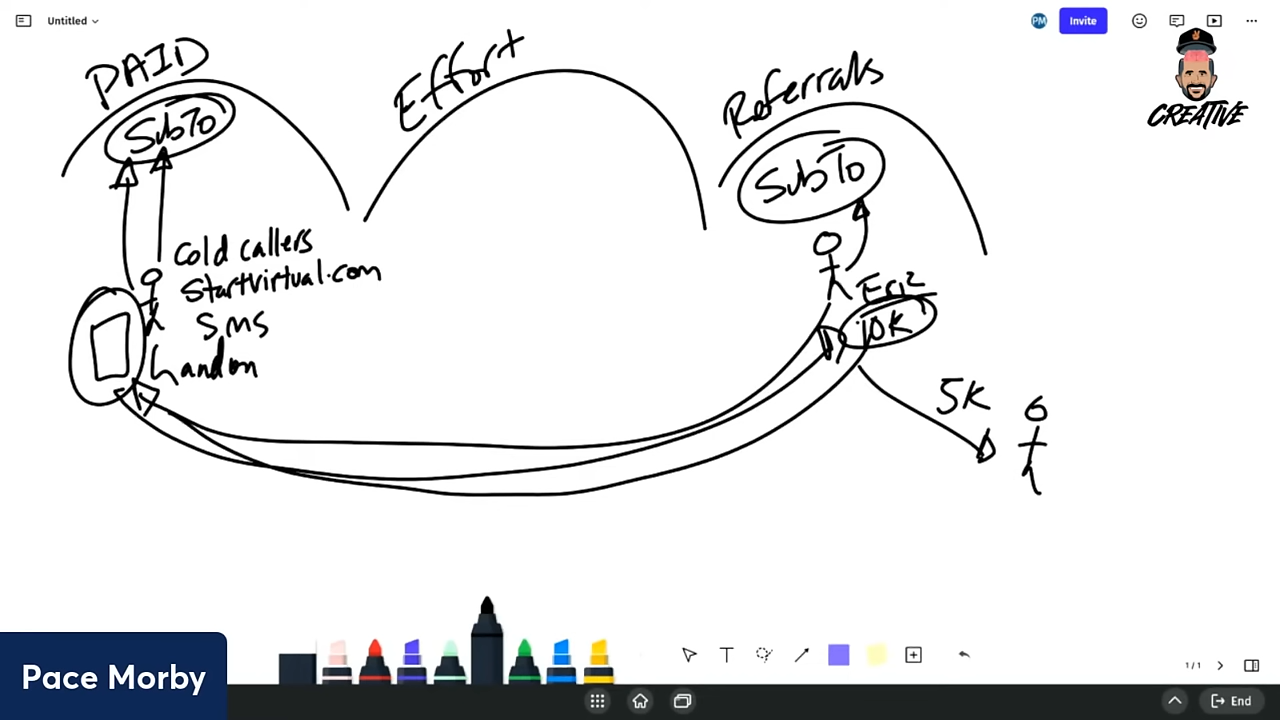 Untitled
PM
Invite
CREATIVE
PAID
Effort
Referrals
SubTo
SubTo
Cold callers
Startvirtual.com
SMS
Eric
10K
5K
Pace Morby
1/1
End